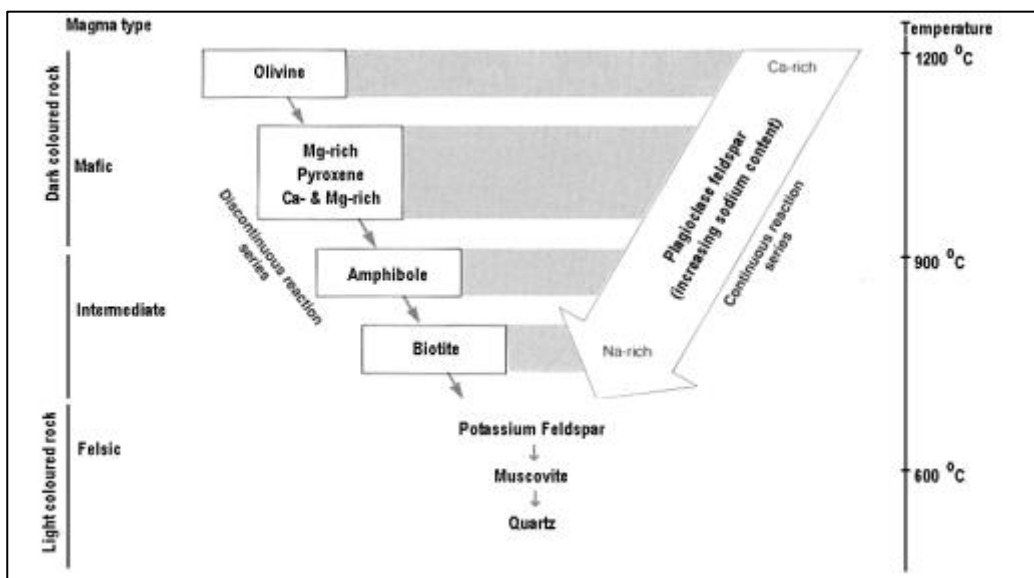 Magma type
Temperature
Olivine
Ca-rich
1200 °C
Dark coloured rock
Mafic
Mg-rich
Pyroxene
Ca- & Mg-rich
Plagioclase feldspar
(increasing sodium content)
Continuous reaction
series
Discontinuous reaction
series
Amphibole
900 °C
Intermediate
Biotite
Na-rich
Light coloured rock
Felsic
Potassium Feldspar
Muscovite
600 °C
Quartz